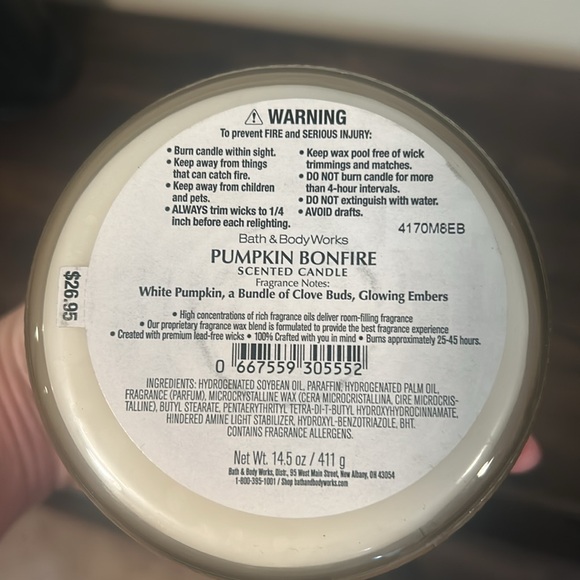 ⚠ WARNING
To prevent FIRE and SERIOUS INJURY:
• Burn candle within sight.
• Keep away from things
that can catch fire.
• Keep away from children
and pets.
• ALWAYS trim wicks to 1/4
inch before each relighting.
• Keep wax pool free of wick
trimmings and matches.
• DO NOT burn candle for more
than 4-hour intervals.
• DO NOT extinguish with water.
• AVOID drafts.
4170M8EB
Bath & Body Works
PUMPKIN BONFIRE
SCENTED CANDLE
Fragrance Notes:
White Pumpkin, a Bundle of Clove Buds, Glowing Embers
$26.95
• High concentrations of rich fragrance oils deliver room-filling fragrance
• Our proprietary fragrance wax blend is formulated to provide the best fragrance experience
• Created with premium lead-free wicks • 100% Crafted with you in mind • Burns approximately 25-45 hours.
0 667559 305552
INGREDIENTS: HYDROGENATED SOYBEAN OIL, PARAFFIN, HYDROGENATED PALM OIL,
FRAGRANCE (PARFUM), MICROCRYSTALLINE WAX (CERA MICROCRISTALLINA, CIRE MICROCRIS-
TALLINE), BUTYL STEARATE, PENTAERYTHRITYL TETRA-DI-T-BUTYL HYDROXYHYDROCINNAMATE,
HINDERED AMINE LIGHT STABILIZER, HYDROXYL-BENZOTRIAZOLE, BHT.
CONTAINS FRAGRANCE ALLERGENS.
Net Wt. 14.5 oz / 411 g
Bath & Body Works, Distr., 95 West Main Street, New Albany, OH 43054
1-800-395-1001 / Shop bathandbodyworks.com